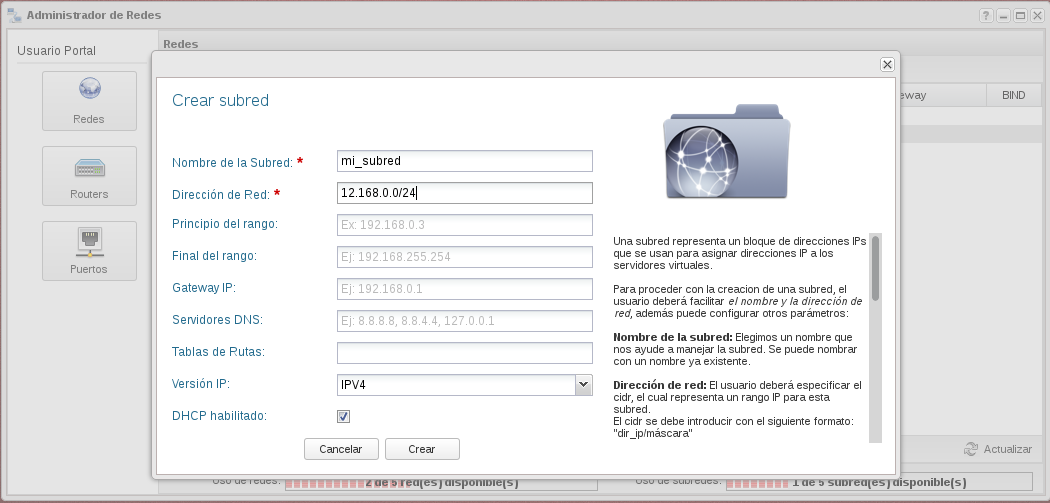 Administrador de Redes
Usuario Portal
Redes
Redes
Routers
Puertos
eway
BIND
Crear subred
Nombre de la Subred: *
mi_subred
Dirección de Red: *
12.168.0.0/24
Principio del rango:
Ex: 192.168.0.3
Final del rango:
Ej: 192.168.255.254
Gateway IP:
Ej: 192.168.0.1
Servidores DNS:
Ej: 8.8.8.8, 8.8.4.4, 127.0.0.1
Tablas de Rutas:
Versión IP:
IPV4
DHCP habilitado:
Cancelar
Crear
Una subred representa un bloque de direcciones IPs
que se usan para asignar direcciones IP a los
servidores virtuales.
Para proceder con la creacion de una subred, el
usuario deberá facilitar el nombre y la dirección de
red, además puede configurar otros parámetros:
Nombre de la subred: Elegimos un nombre que
nos ayude a manejar la subred. Se puede nombrar
con un nombre ya existente.
Dirección de red: El usuario deberá especificar el
cidr, el cual representa un rango IP para esta
subred.
El cidr se debe introducir con el siguiente formato:
"dir_ip/máscara"
Actualizar
Uso de redes:
2 de 5 red(es) disponible(s)
Uso de subredes:
1 de 5 subred(es) disponible(s)